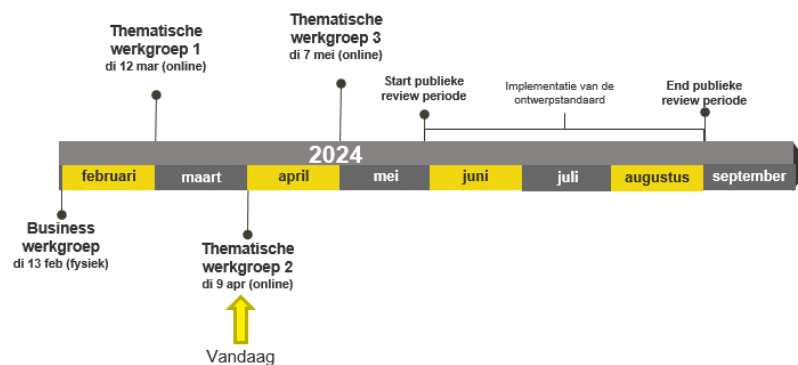 Thematische
werkgroep 1
di 12 mar (online)
Thematische
werkgroep 3
di 7 mei (online)
Start publieke
review periode
Implementatie van de
ontwerpstandaard
End publieke
review periode
2024
februari
maart
april
mei
juni
juli
augustus
september
Business
werkgroep
di 13 feb (fysiek)
Thematische
werkgroep 2
di 9 apr (online)
Vandaag